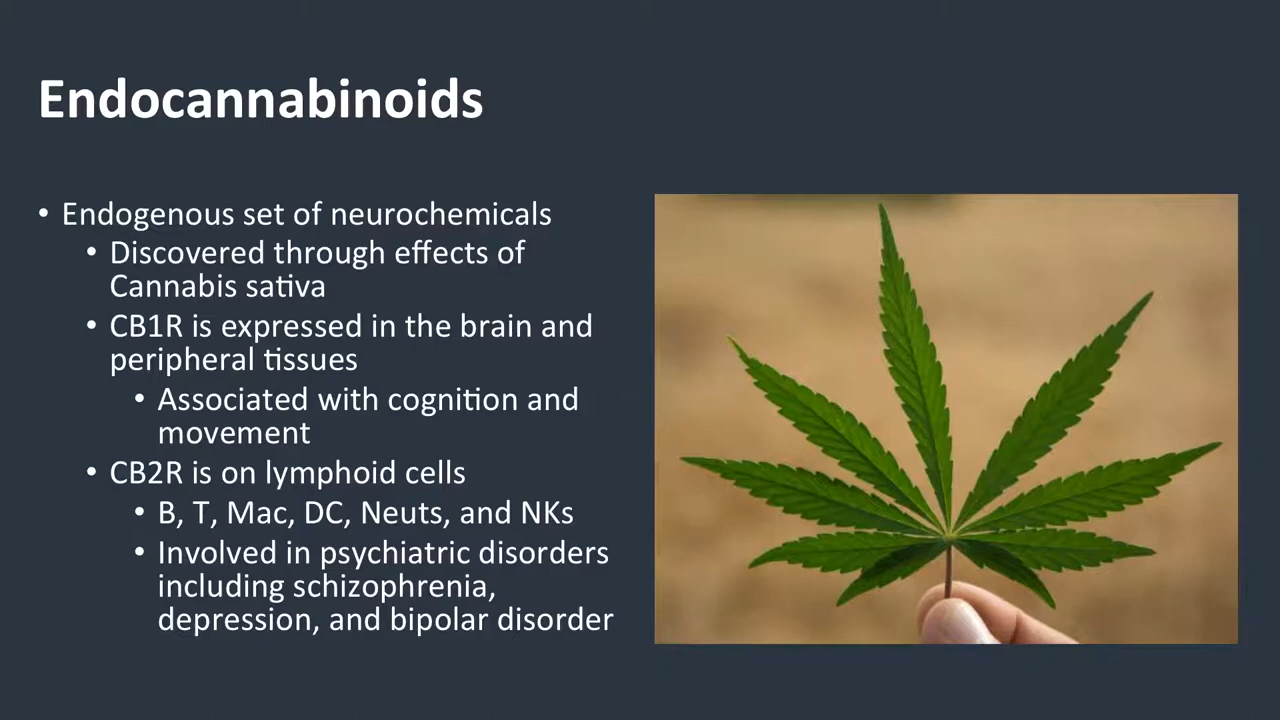 Endocannabinoids
• Endogenous set of neurochemicals
• Discovered through effects of
Cannabis sativa
• CB1R is expressed in the brain and
peripheral tissues
• Associated with cognition and
movement
• CB2R is on lymphoid cells
• B, T, Mac, DC, Neuts, and NKs
• Involved in psychiatric disorders
including schizophrenia,
depression, and bipolar disorder